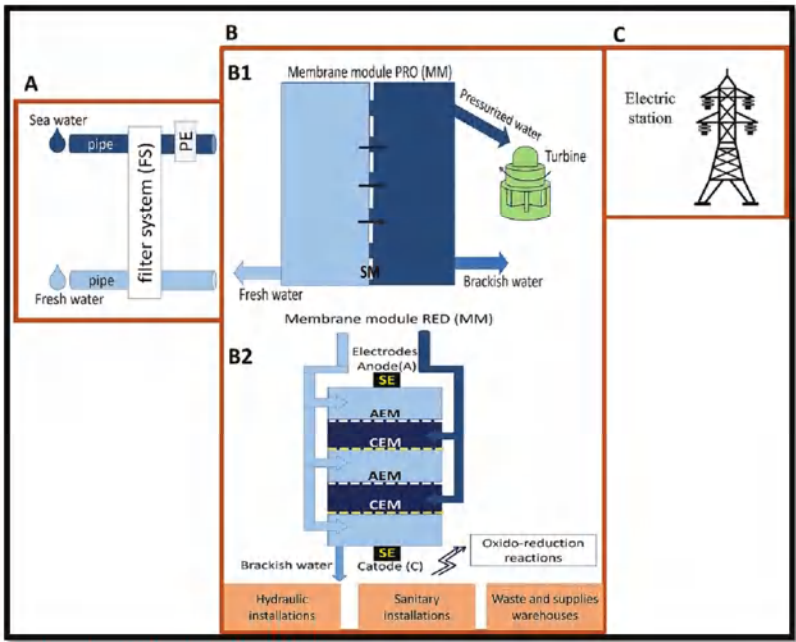 A
Sea water
pipe
PE
filter system (FS)
pipe
Fresh water
B
B1
Membrane module PRO (MM)
Pressurized water
Turbine
SM
Fresh water
Brackish water
Membrane module RED (MM)
B2
Electrodes
Anode(A)
SE
AEM
CEM
AEM
CEM
SE
Catode (C)
Brackish water
Oxido-reduction
reactions
Hydraulic
installations
Sanitary
installations
Waste and supplies
warehouses
C
Electric
station